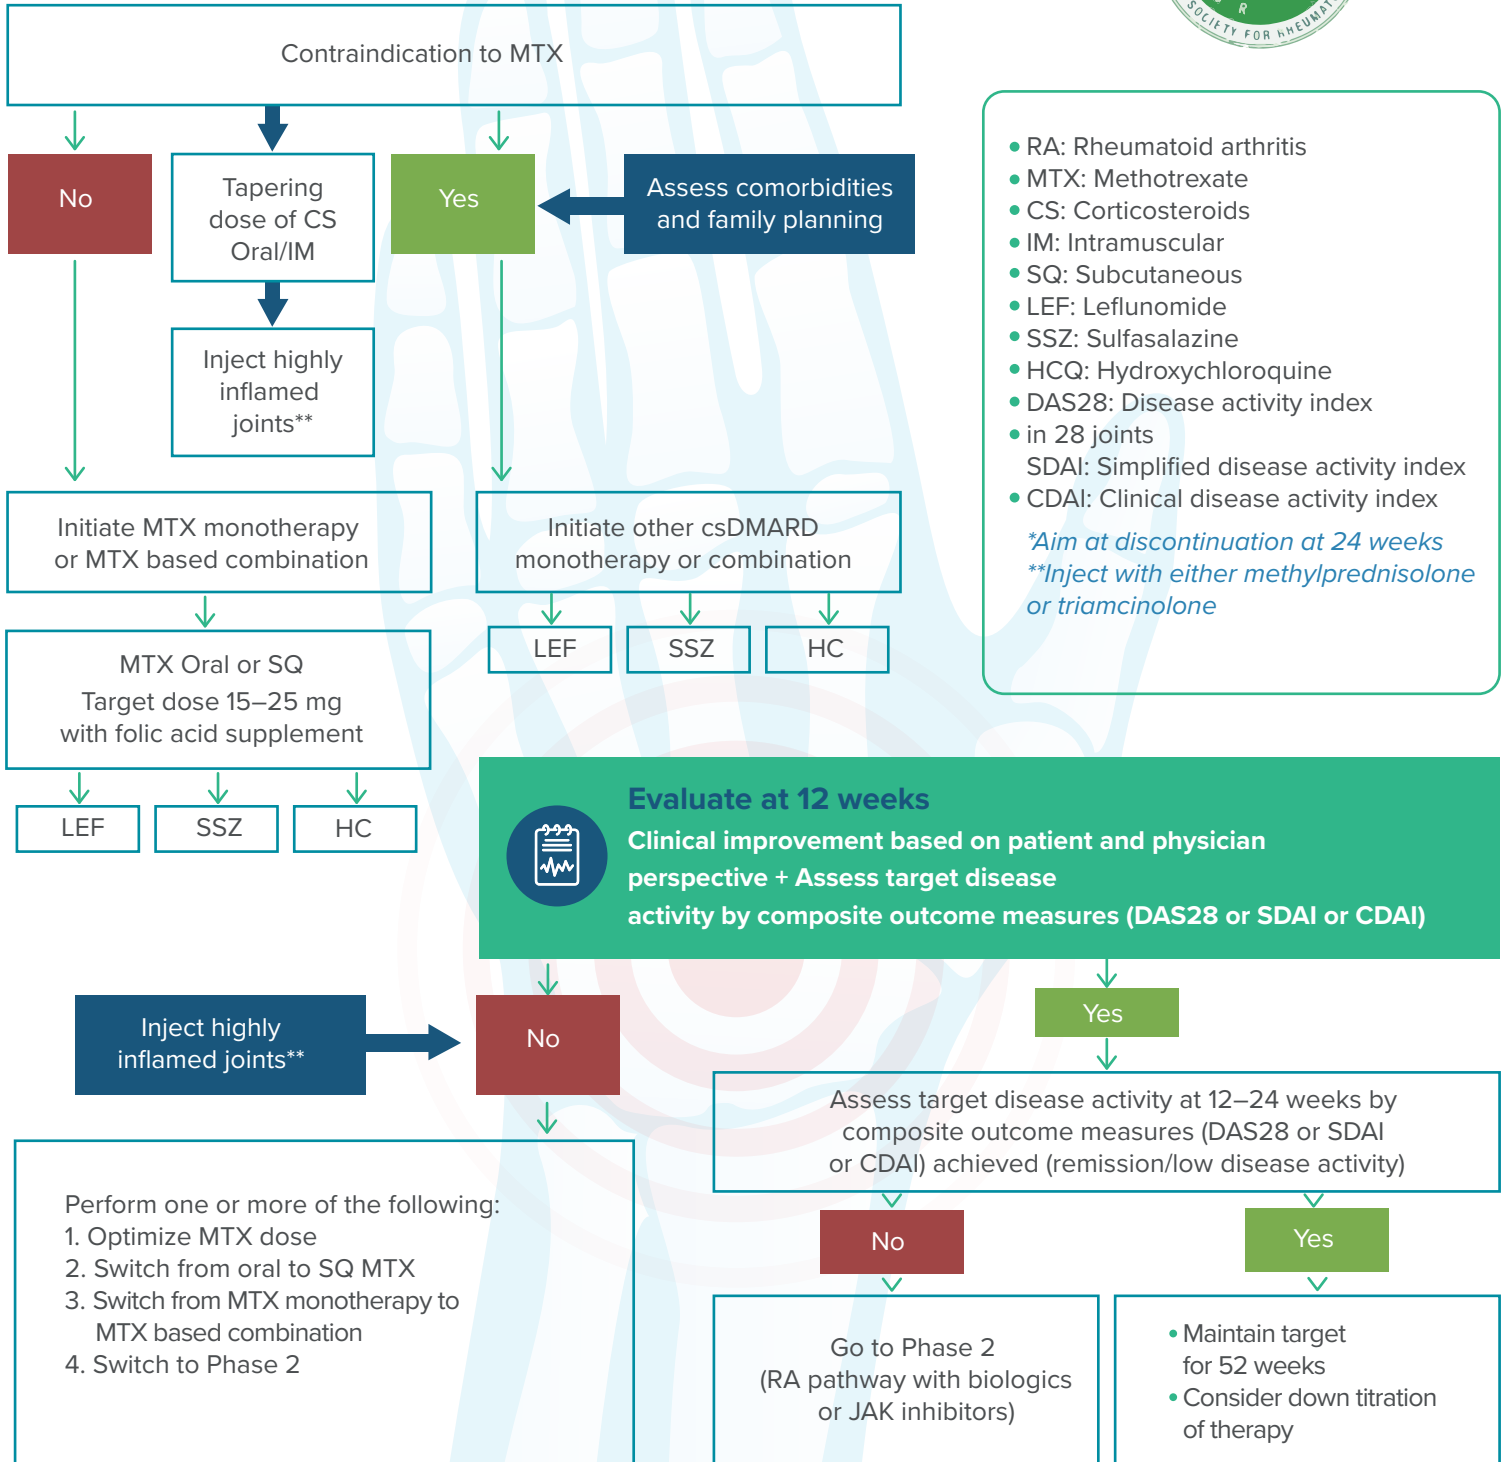 SOCIETY FOR RHEUMAT
R
Contraindication to MTX
No
Tapering
dose of CS
Oral/IM
Yes
Assess comorbidities
and family planning
Inject highly
inflamed
joints**
• RA: Rheumatoid arthritis
• MTX: Methotrexate
• CS: Corticosteroids
• IM: Intramuscular
• SQ: Subcutaneous
• LEF: Leflunomide
• SSZ: Sulfasalazine
• HCQ: Hydroxychloroquine
• DAS28: Disease activity index
• in 28 joints
SDAI: Simplified disease activity index
• CDAI: Clinical disease activity index
*Aim at discontinuation at 24 weeks
**Inject with either methylprednisolone
or triamcinolone
Initiate MTX monotherapy
or MTX based combination
Initiate other csDMARD
monotherapy or combination
LEF
SSZ
HC
MTX Oral or SQ
Target dose 15–25 mg
with folic acid supplement
LEF
SSZ
HC
Evaluate at 12 weeks
Clinical improvement based on patient and physician
perspective + Assess target disease
activity by composite outcome measures (DAS28 or SDAI or CDAI)
Inject highly
inflamed joints**
No
Yes
Assess target disease activity at 12–24 weeks by
composite outcome measures (DAS28 or SDAI
or CDAI) achieved (remission/low disease activity)
Perform one or more of the following:
1. Optimize MTX dose
2. Switch from oral to SQ MTX
3. Switch from MTX monotherapy to
MTX based combination
4. Switch to Phase 2
No
Yes
Go to Phase 2
(RA pathway with biologics
or JAK inhibitors)
• Maintain target
for 52 weeks
• Consider down titration
of therapy